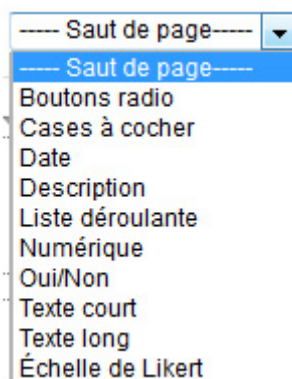 ----- Saut de page-----
----- Saut de page-----
Boutons radio
Cases à cocher
Date
Description
Liste déroulante
Numérique
Oui/Non
Texte court
Texte long
Échelle de Likert